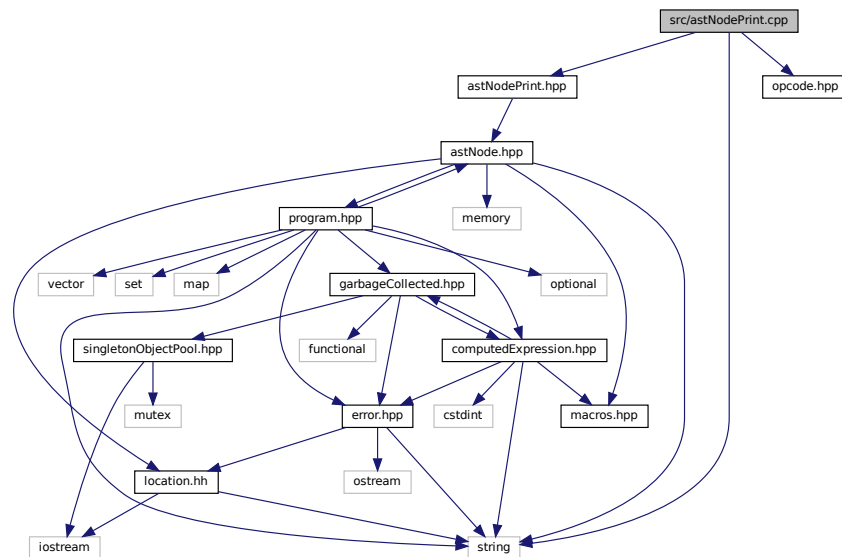 src/astNodePrint.cpp
astNodePrint.hpp
opcode.hpp
astNode.hpp
program.hpp
memory
vector
set
map
garbageCollected.hpp
optional
singletonObjectPool.hpp
functional
computedExpression.hpp
mutex
error.hpp
cstdint
macros.hpp
location.hh
ostream
iostream
string